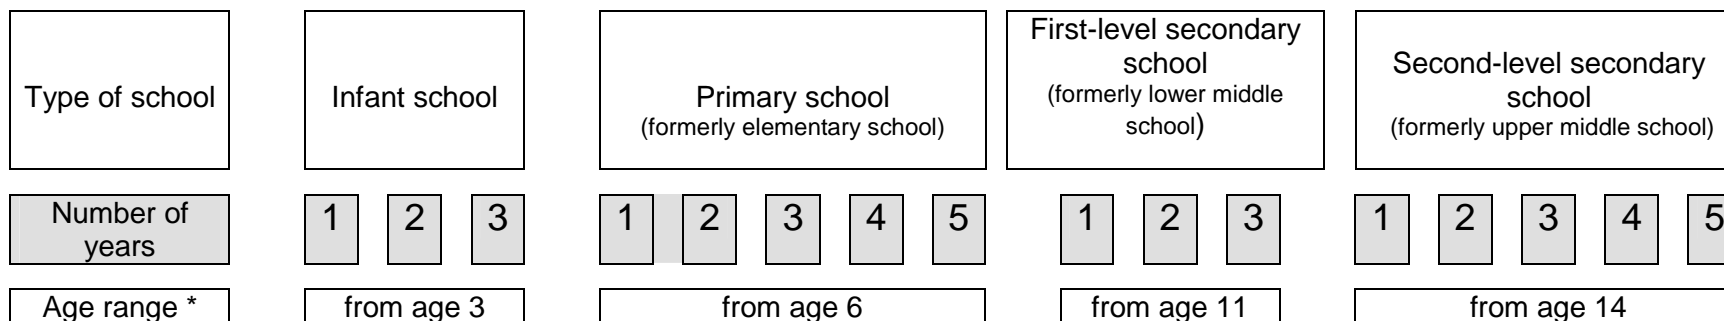 Type of school
Infant school
Primary school
(formerly elementary school)
First-level secondary
school
(formerly lower middle
school)
Second-level secondary
school
(formerly upper middle school)
Number of
years
1 2 3
1 2 3 4 5
1 2 3
1 2 3 4 5
Age range *
from age 3
from age 6
from age 11
from age 14